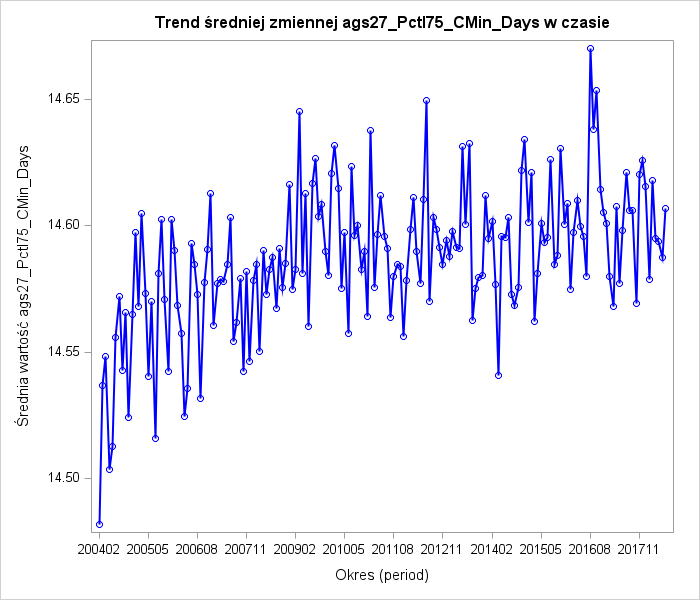 Trend średniej zmiennej ags27_Pctl75_CMin_Days w czasie
Średnia wartość ags27_Pctl75_CMin_Days
14.65
14.60
14.55
14.50
200402 200505 200608 200711 200902 201005 201108 201211 201402 201505 201608 201711
Okres (period)